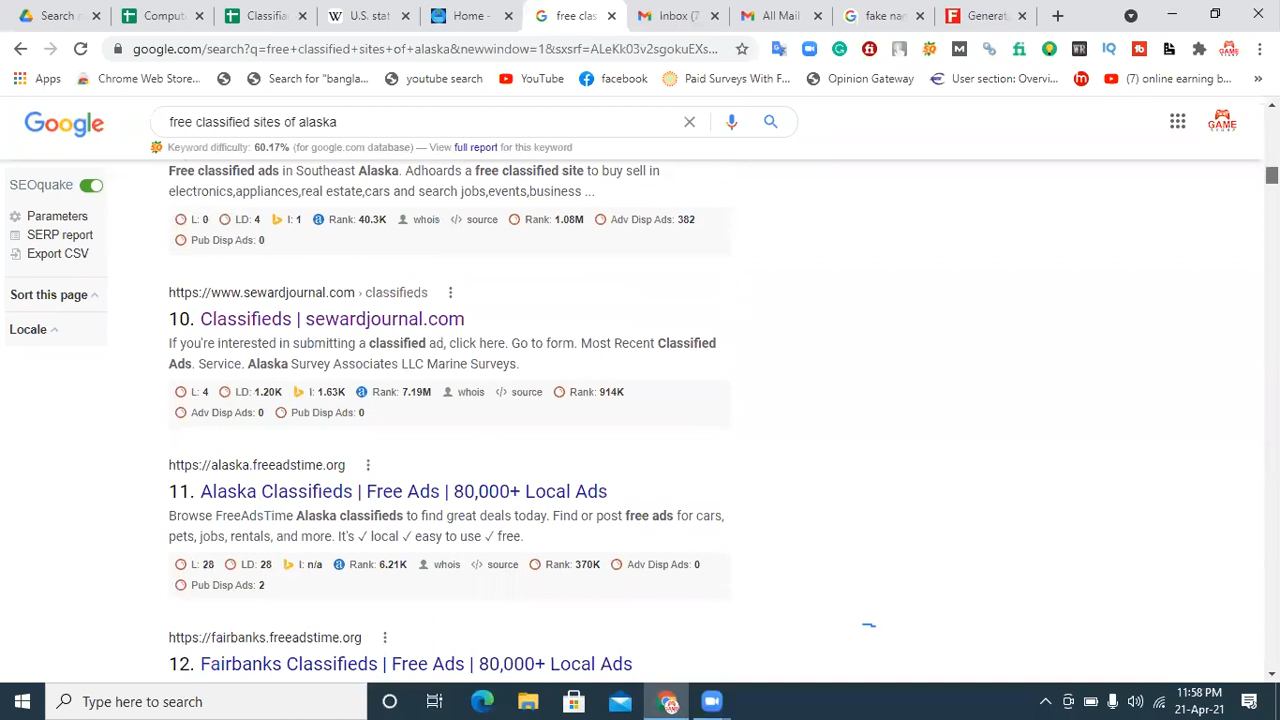 Search
Comput
Classifi
U.S. stat
Home -
free clas
Inbox (7
All Mail
fake na
Generat
google.com/search?q=free+classified+sites+of+alaska&newwindow=1&sxsrf=ALeKk03v2sgokuEXs...
Apps
Chrome Web Store...
Search for "bangla...
youtube search
YouTube
facebook
Paid Surveys With F...
Opinion Gateway
User section: Overvi...
(7) online earning b...
»
Google
free classified sites of alaska
Keyword difficulty: 60.17% (for google.com database) - View full report for this keyword
SEOquake
Parameters
SERP report
Export CSV
Sort this page
Locale
Free classified ads in Southeast Alaska. Adhoards a free classified site to buy sell in
electronics,appliances,real estate,cars and search jobs,events,business ...
L: 0 LD: 4 I: 1 Rank: 40.3K whois source Rank: 1.08M Adv Disp Ads: 382
Pub Disp Ads: 0
https://www.sewardjournal.com › classifieds
10. Classifieds | sewardjournal.com
If you're interested in submitting a classified ad, click here. Go to form. Most Recent Classified
Ads. Service. Alaska Survey Associates LLC Marine Surveys.
L: 4 LD: 1.20K I: 1.63K Rank: 7.19M whois source Rank: 914K
Adv Disp Ads: 0 Pub Disp Ads: 0
https://alaska.freeadstime.org
11. Alaska Classifieds | Free Ads | 80,000+ Local Ads
Browse FreeAdsTime Alaska classifieds to find great deals today. Find or post free ads for cars,
pets, jobs, rentals, and more. It's ✓ local ✓ easy to use ✓ free.
L: 28 LD: 28 I: n/a Rank: 6.21K whois source Rank: 370K Adv Disp Ads: 0
Pub Disp Ads: 2
https://fairbanks.freeadstime.org
12. Fairbanks Classifieds | Free Ads | 80,000+ Local Ads
Type here to search
11:58 PM
21-Apr-21